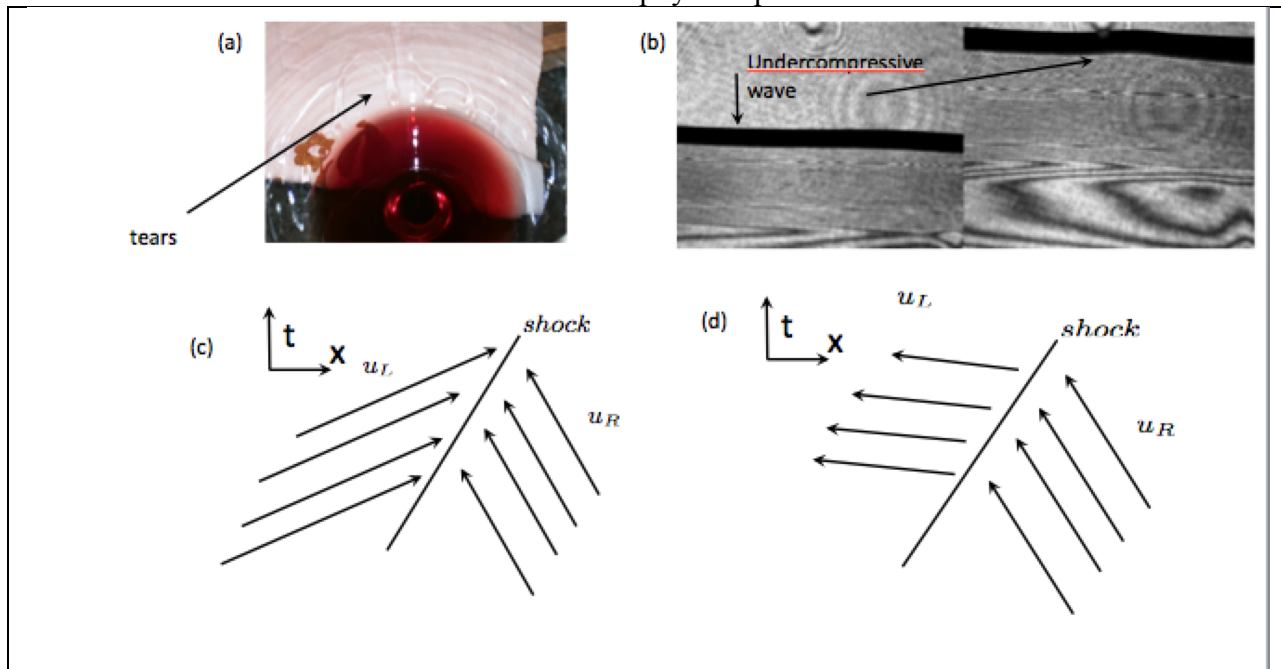 (a)
(b)
Undercompressive
wave
tears
(c)
t
x
u_L
shock
u_R
(d)
t
x
u_L
shock
u_R